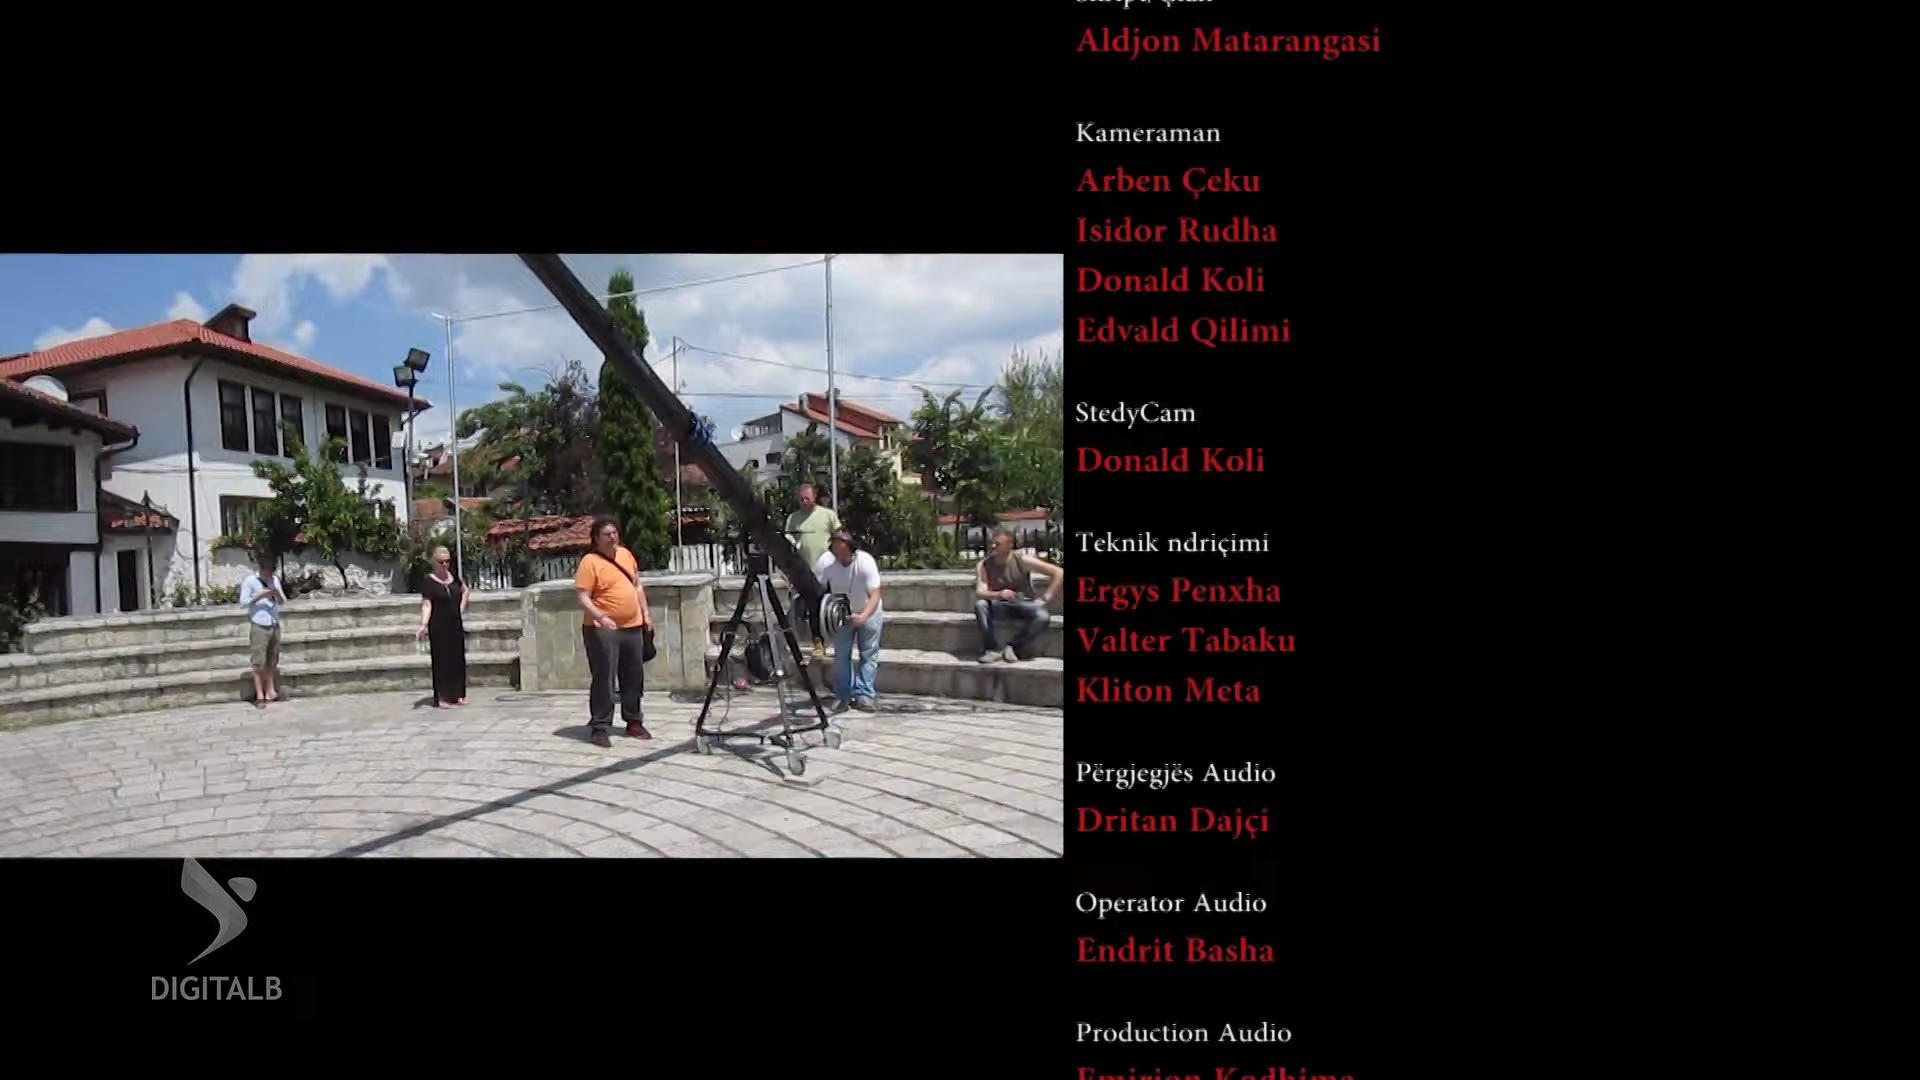 Aldjon Matarangasi
Kameraman
Arben Çeku
Isidor Rudha
Donald Koli
Edvald Qilimi
StedyCam
Donald Koli
Teknik ndriçimi
Ergys Penxha
Valter Tabaku
Kliton Meta
Përgjegjës Audio
Dritan Dajçi
Operator Audio
Endrit Basha
Production Audio
DIGITALB